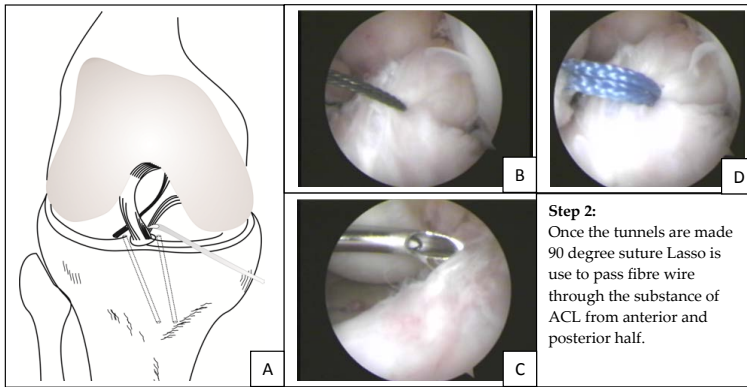 B
D
A
C
Step 2:
Once the tunnels are made
90 degree suture Lasso is
use to pass fibre wire
through the substance of
ACL from anterior and
posterior half.